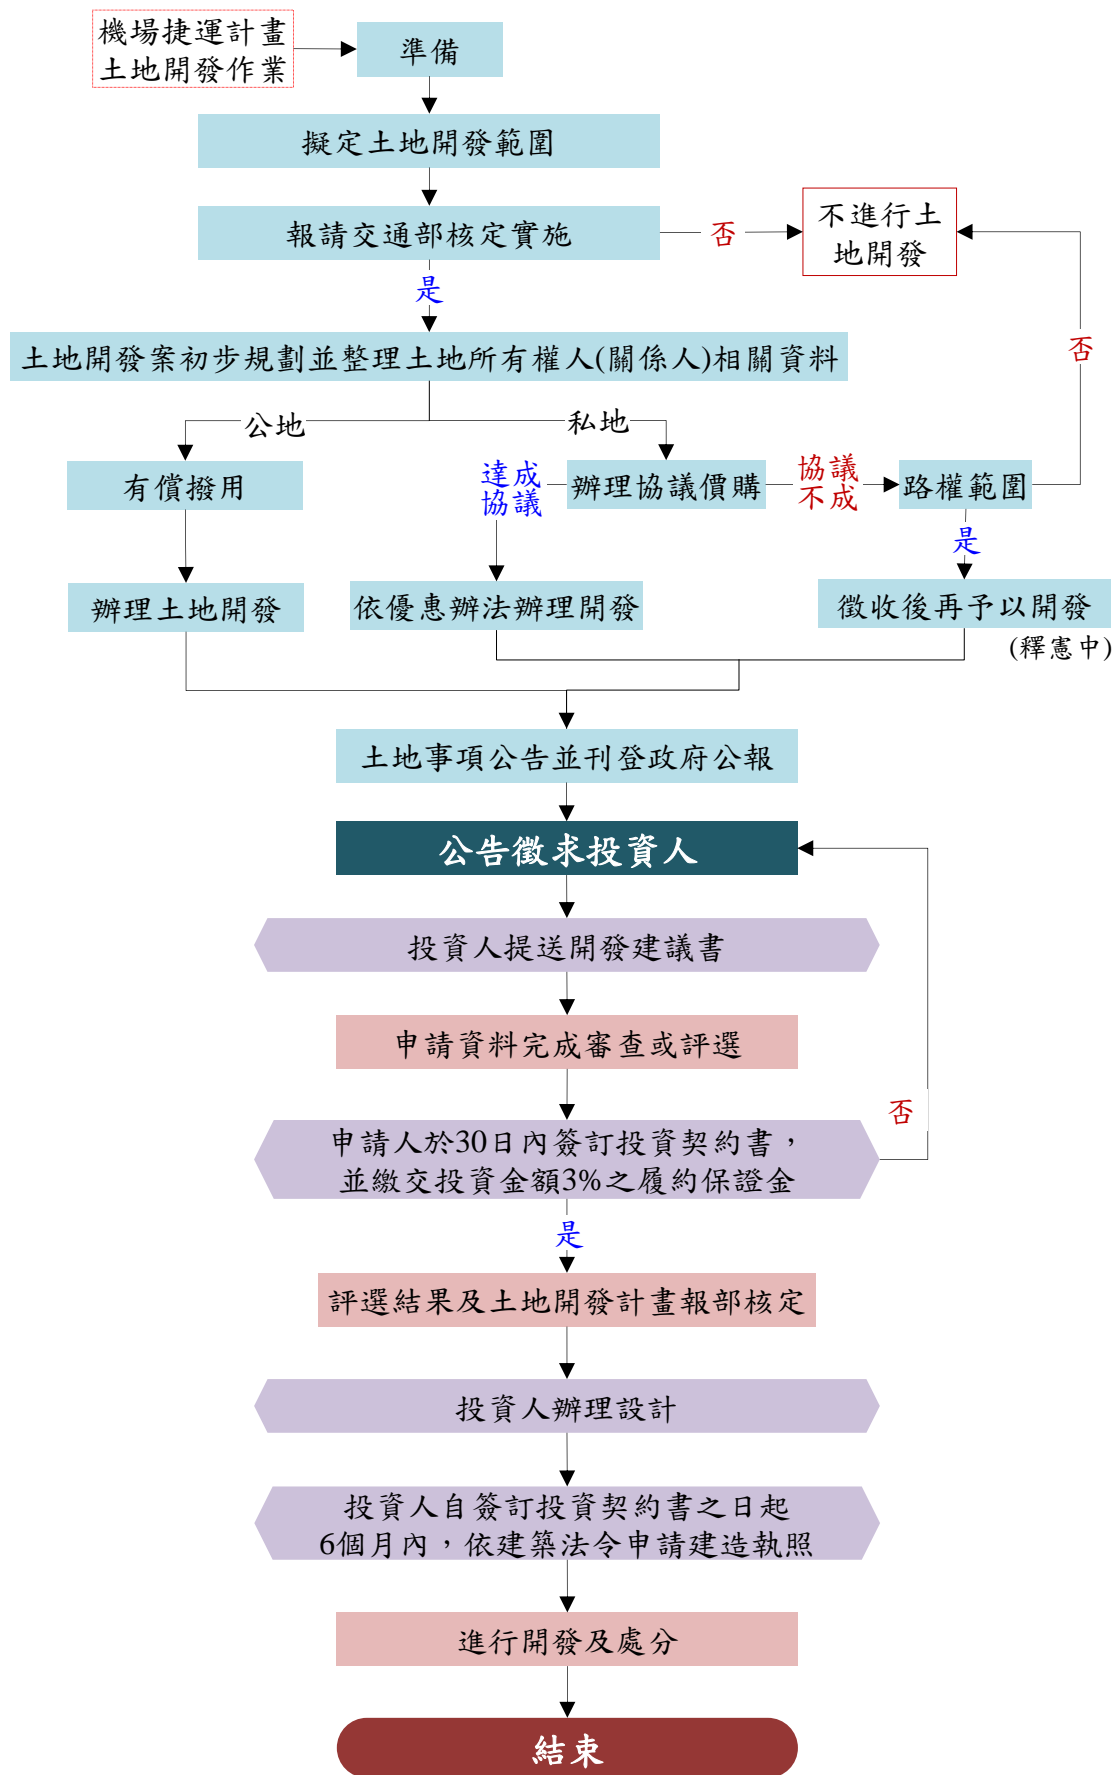 機場捷運計畫
土地開發作業
準備
擬定土地開發範圍
報請交通部核定實施
否
不進行土
地開發
是
土地開發案初步規劃並整理土地所有權人(關係人)相關資料
否
公地
私地
有償撥用
達成
協議
辦理協議價購
協議
不成
路權範圍
是
辦理土地開發
依優惠辦法辦理開發
徵收後再予以開發
(釋憲中)
土地事項公告並刊登政府公報
公告徵求投資人
投資人提送開發建議書
申請資料完成審查或評選
否
申請人於30日內簽訂投資契約書，
並繳交投資金額3%之履約保證金
是
評選結果及土地開發計畫報部核定
投資人辦理設計
投資人自簽訂投資契約書之日起
6個月內，依建築法令申請建造執照
進行開發及處分
結束